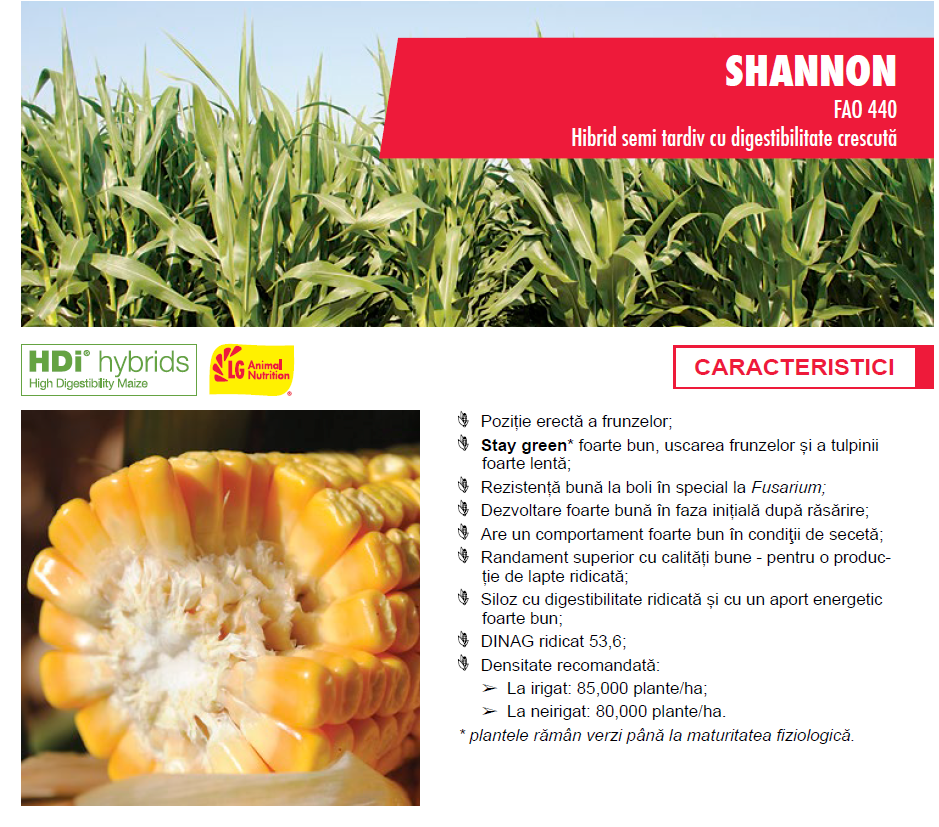 SHANNON
FAO 440
Hibrid semi tardiv cu digestibilitate crescută
HDi® hybrids
High Digestibility Maize
LG Animal
Nutrition
®
CARACTERISTICI
Poziție erectă a frunzelor;
Stay green* foarte bun, uscarea frunzelor și a tulpinii
foarte lentă;
Rezistență bună la boli în special la Fusarium;
Dezvoltare foarte bună în faza inițială după răsărire;
Are un comportament foarte bun în condiţii de secetă;
Randament superior cu calități bune - pentru o produc-
ție de lapte ridicată;
Siloz cu digestibilitate ridicată și cu un aport energetic
foarte bun;
DINAG ridicat 53,6;
Densitate recomandată:
➢ La irigat: 85,000 plante/ha;
➢ La neirigat: 80,000 plante/ha.
* plantele rămân verzi până la maturitatea fiziologică.